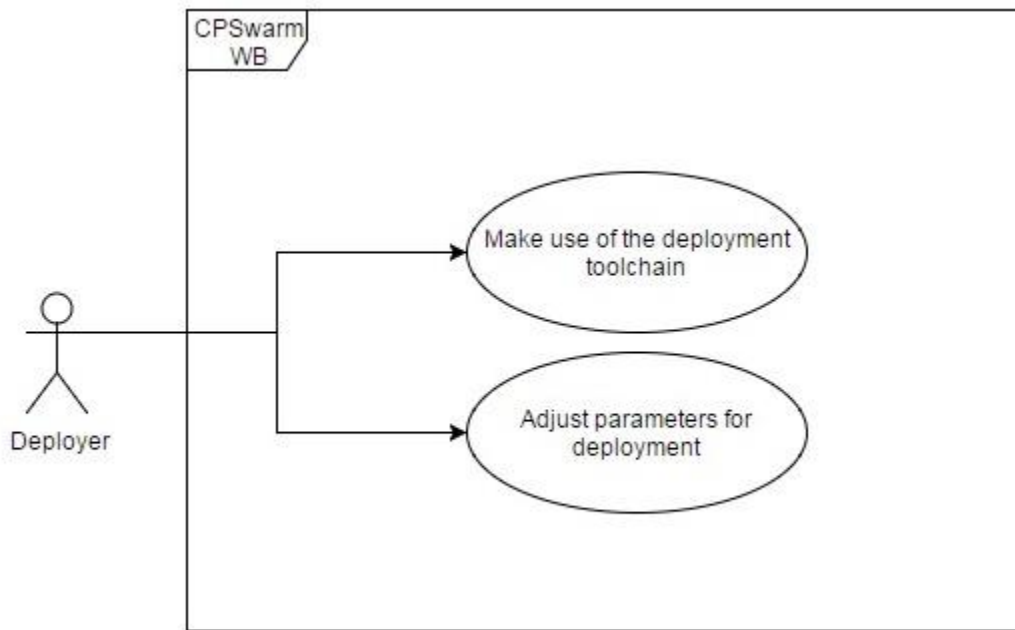 CPSwarm
WB
Make use of the deployment
toolchain
Adjust parameters for
deployment
Deployer